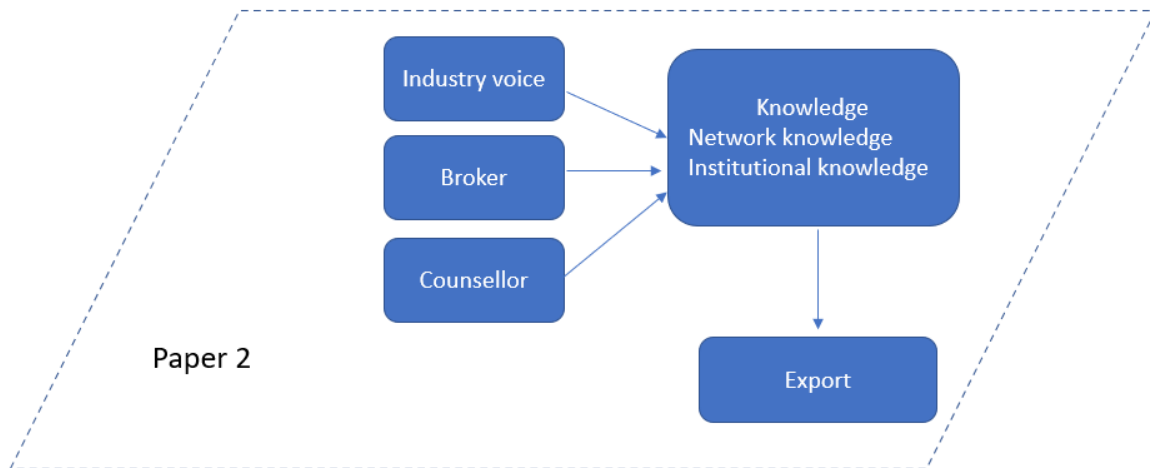 Industry voice
Broker
Counsellor
Knowledge
Network knowledge
Institutional knowledge
Export
Paper 2